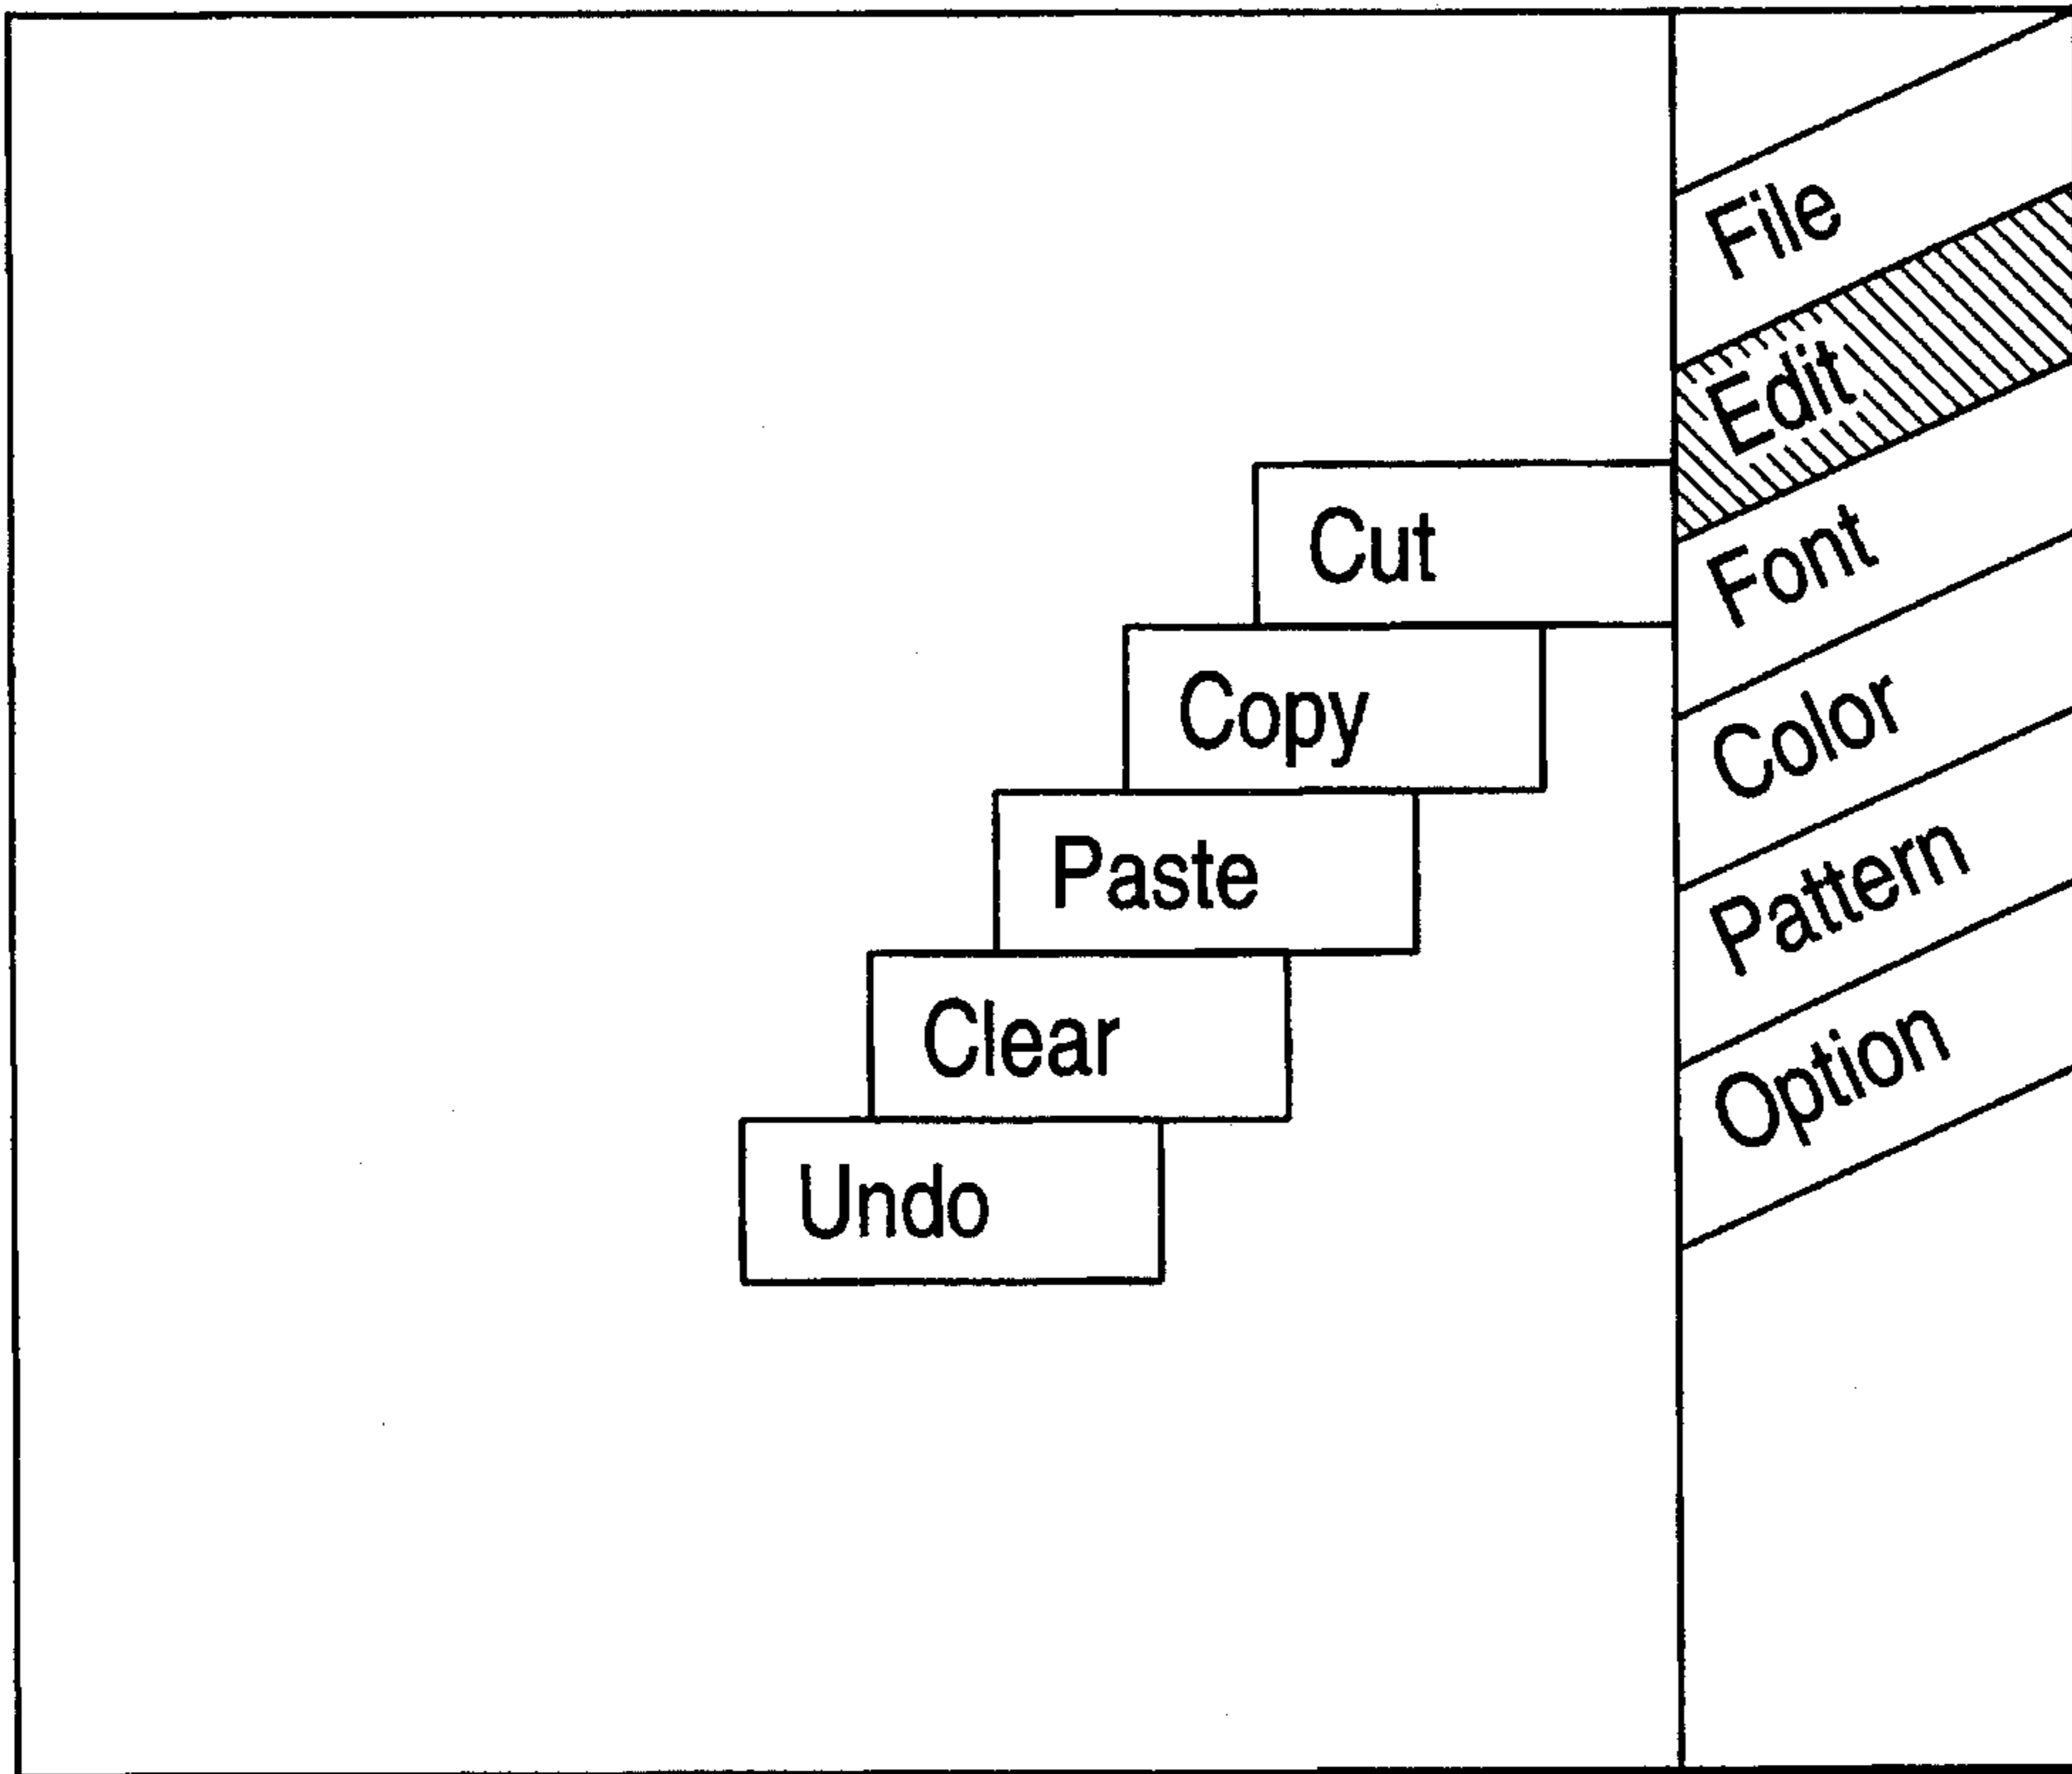 File
Edit
Font
Color
Pattern
Option
Cut
Copy
Paste
Clear
Undo